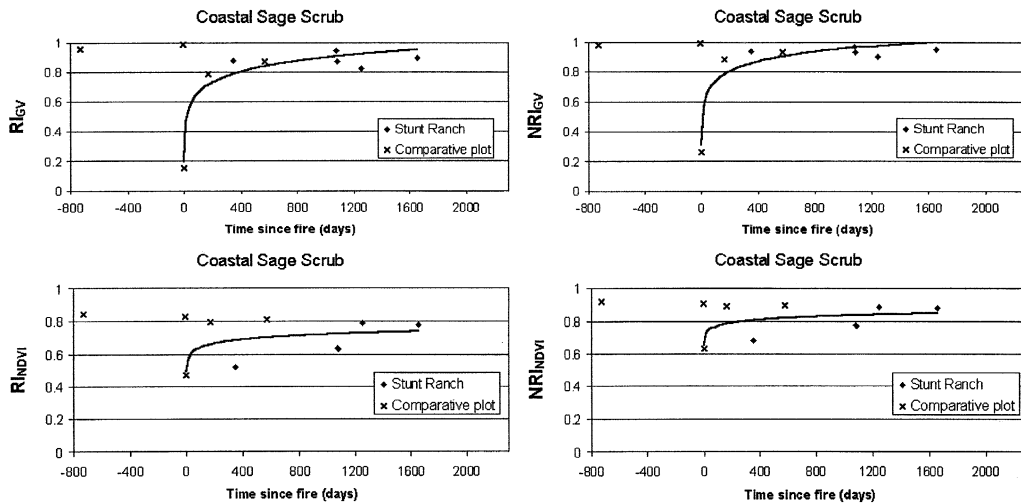 Coastal Sage Scrub
1
0.8
0.6
0.4
0.2
0
RIGV
Stunt Ranch
Comparative plot
-800 -400 0 400 800 1200 1600 2000
Time since fire (days)
Coastal Sage Scrub
1
0.8
0.6
0.4
0.2
0
NRIGV
Stunt Ranch
Comparative plot
-800 -400 0 400 800 1200 1600 2000
Time since fire (days)
Coastal Sage Scrub
1
0.8
0.6
0.4
0.2
0
RINDVI
Stunt Ranch
Comparative plot
-800 -400 0 400 800 1200 1600 2000
Time since fire (days)
Coastal Sage Scrub
1
0.8
0.6
0.4
0.2
0
NRINDVI
Stunt Ranch
Comparative plot
-800 -400 0 400 800 1200 1600 2000
Time since fire (days)